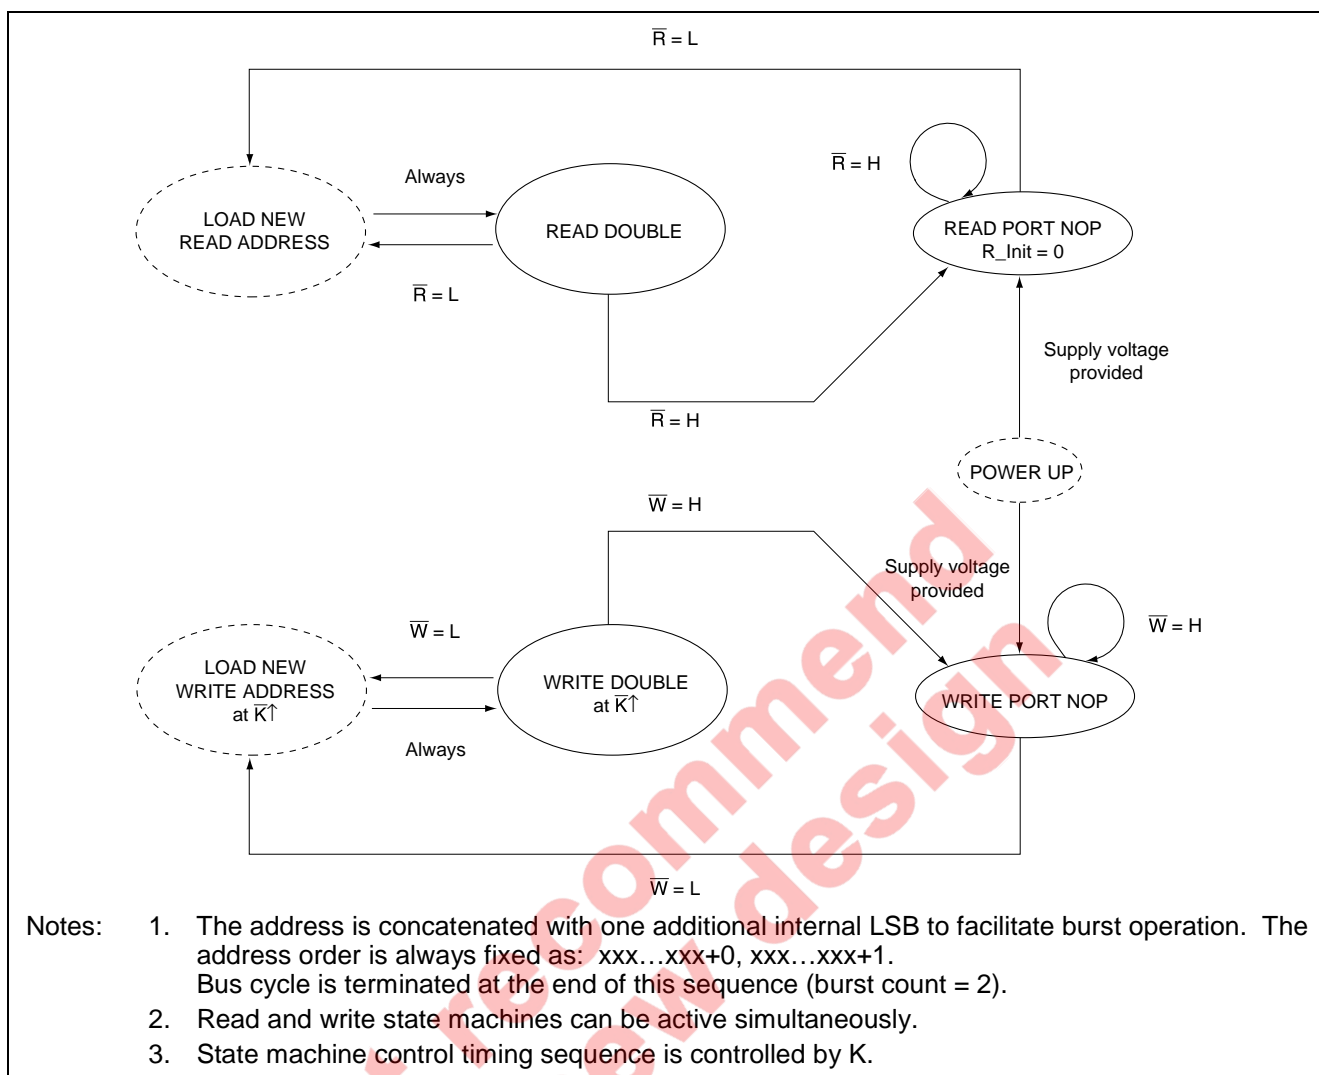 R̅ = L
Always
R̅ = H
LOAD NEW
READ ADDRESS
READ DOUBLE
READ PORT NOP
R_Init = 0
R̅ = L
Supply voltage
provided
R̅ = H
POWER UP
W̅ = H
Supply voltage
provided
W̅ = L
W̅ = H
LOAD NEW
WRITE ADDRESS
at K̅↑
WRITE DOUBLE
at K̅↑
WRITE PORT NOP
Always
W̅ = L
Notes: 1. The address is concatenated with one additional internal LSB to facilitate burst operation. The
address order is always fixed as: xxx…xxx+0, xxx…xxx+1.
Bus cycle is terminated at the end of this sequence (burst count = 2).
2. Read and write state machines can be active simultaneously.
3. State machine control timing sequence is controlled by K.
recommend
design